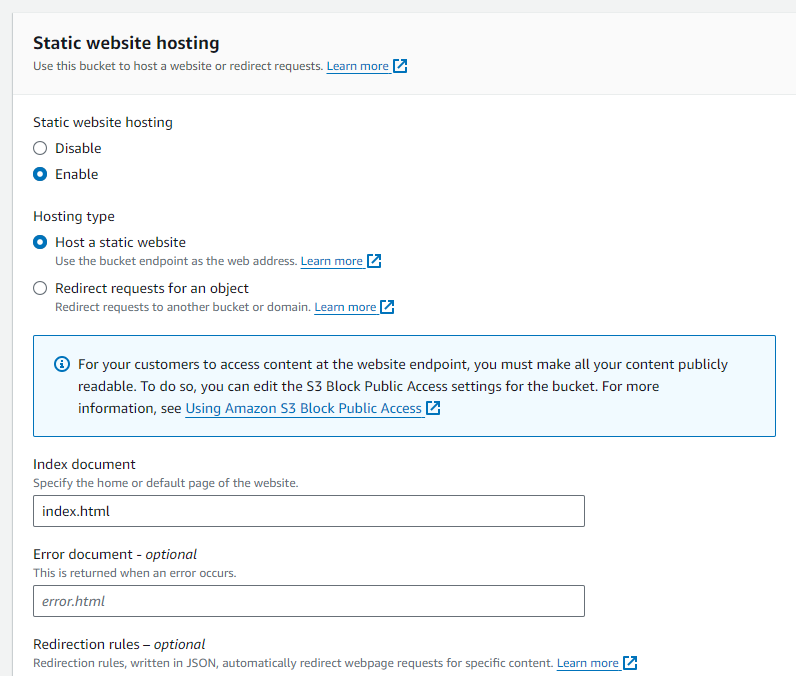 Static website hosting
Use this bucket to host a website or redirect requests. Learn more
Static website hosting
Disable
Enable
Hosting type
Host a static website
Use the bucket endpoint as the web address. Learn more
Redirect requests for an object
Redirect requests to another bucket or domain. Learn more
For your customers to access content at the website endpoint, you must make all your content publicly
readable. To do so, you can edit the S3 Block Public Access settings for the bucket. For more
information, see Using Amazon S3 Block Public Access
Index document
Specify the home or default page of the website.
index.html
Error document - optional
This is returned when an error occurs.
error.html
Redirection rules – optional
Redirection rules, written in JSON, automatically redirect webpage requests for specific content. Learn more